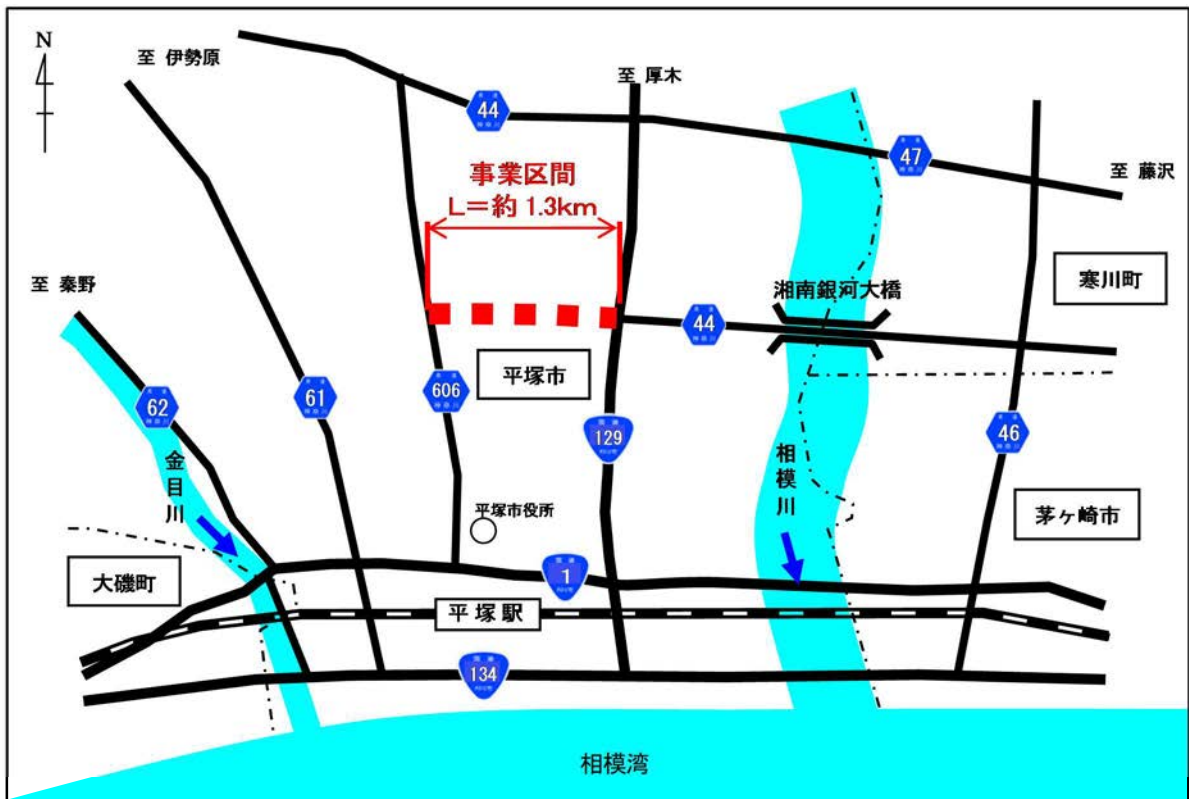 N
至 伊勢原
至 厚木
44
47
至 藤沢
事業区間
L=約 1.3km
至 秦野
湘南銀河大橋
寒川町
44
平塚市
606
61
62
129
46
金目川
相模川
平塚市役所
茅ヶ崎市
大磯町
1
平塚駅
134
相模湾